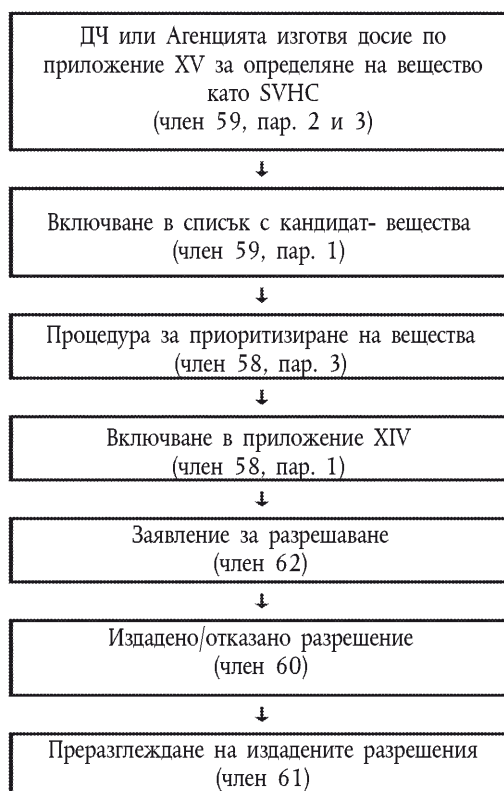 ДЧ или Агенцията изготвя досие по
приложение XV за определяне на вещество
като SVHC
(член 59, пар. 2 и 3)
↓
Включване в списък с кандидат- вещества
(член 59, пар. 1)
↓
Процедура за приоритизиране на вещества
(член 58, пар. 3)
↓
Включване в приложение XIV
(член 58, пар. 1)
↓
Заявление за разрешаване
(член 62)
↓
Издадено/отказано разрешение
(член 60)
↓
Преразглеждане на издадените разрешения
(член 61)